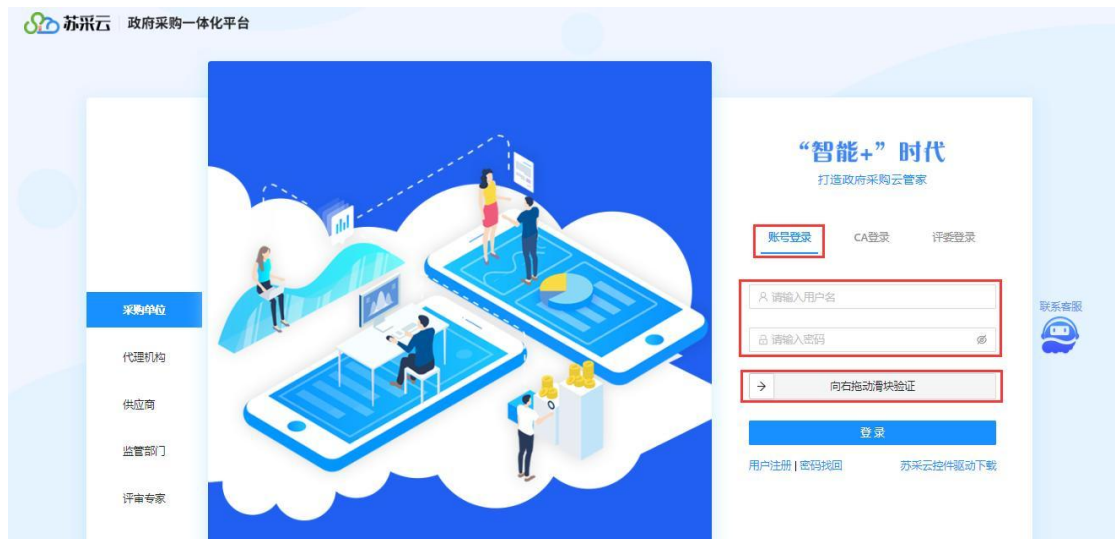 苏采云 政府采购一体化平台
采购单位
代理机构
供应商
监管部门
评审专家
“智能+”时代
打造政府采购云管家
账号登录 CA登录 评委登录
请输入用户名
请输入密码
向右拖动滑块验证
登录
用户注册 | 密码找回 苏采云控件驱动下载
联系客服